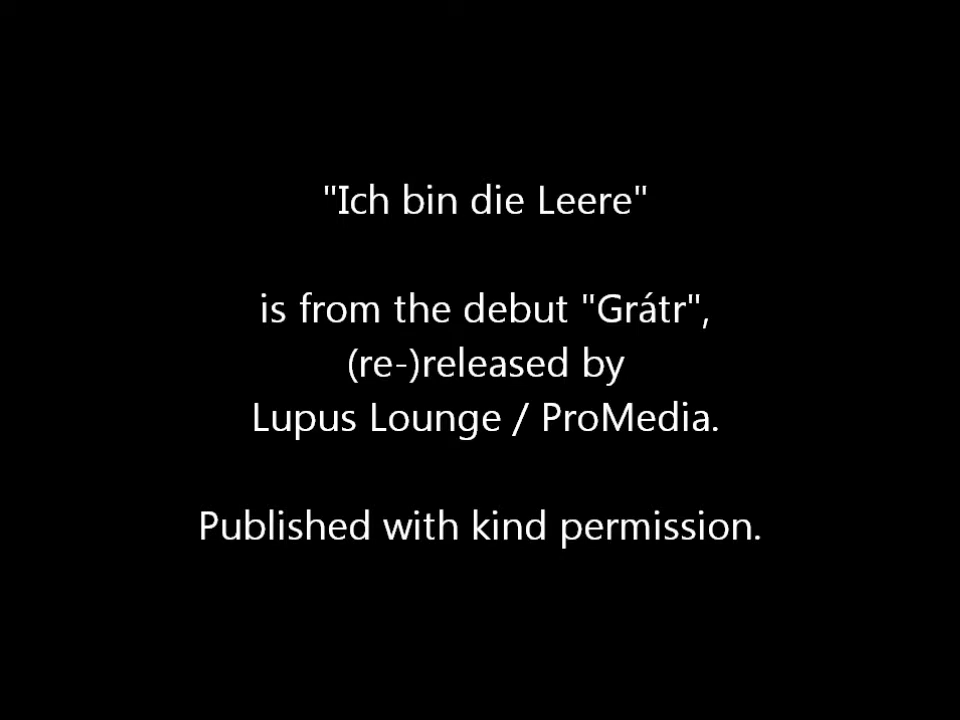 "Ich bin die Leere"
is from the debut "Grátr",
(re-)released by
Lupus Lounge / ProMedia.
Published with kind permission.